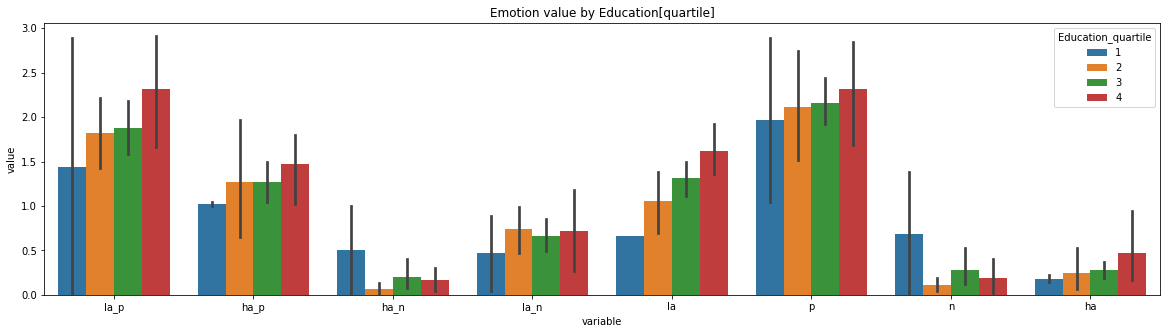 Emotion value by Education[quartile]
3.0
2.5
2.0
1.5
1.0
0.5
0.0
value
Education_quartile
1
2
3
4
la_p ha_p ha_n la_n la p n ha
variable